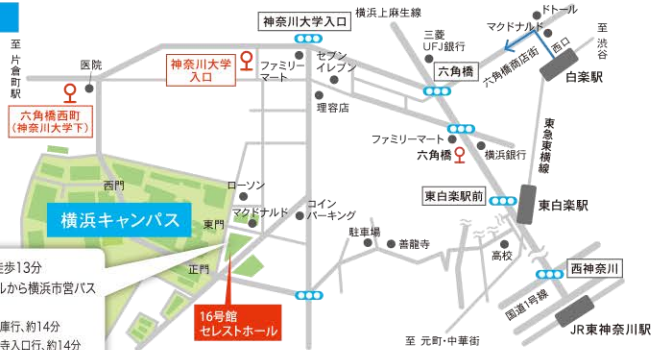 神奈川大学入口
横浜上麻生線
ドトール
マクドナルド
至 渋谷
西口
三菱
UFJ銀行
六角橋商店街
白楽駅
至 片倉町駅
医院
神奈川大学
入口
ファミリー
マート
セブン
イレブン
六角橋
六角橋西町
(神奈川大学下)
理容店
ファミリーマート
六角橋
横浜銀行
東急東横線
西門
ローソン
横浜キャンパス
東門
マクドナルド
コイン
パーキング
東白楽駅前
東白楽駅
駐車場
善龍寺
高校
正門
徒歩13分
ルから横浜市営バス
庫行、約14分
寺入口行、約14分
16号館
セレストホール
西神奈川
国道1号線
至 元町・中華街
JR東神奈川駅